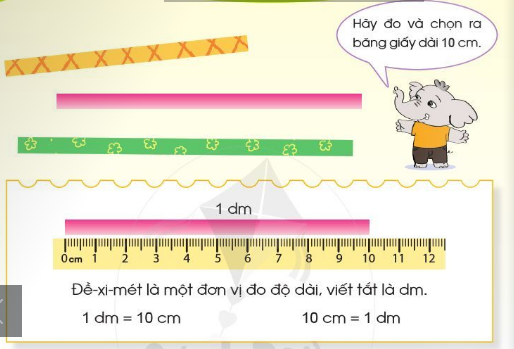 Hãy đo và chọn ra
băng giấy dài 10 cm.
1 dm
0cm 1 2 3 4 5 6 7 8 9 10 11 12
Đề-xi-mét là một đơn vị đo độ dài, viết tắt là dm.
1 dm = 10 cm 10 cm = 1 dm